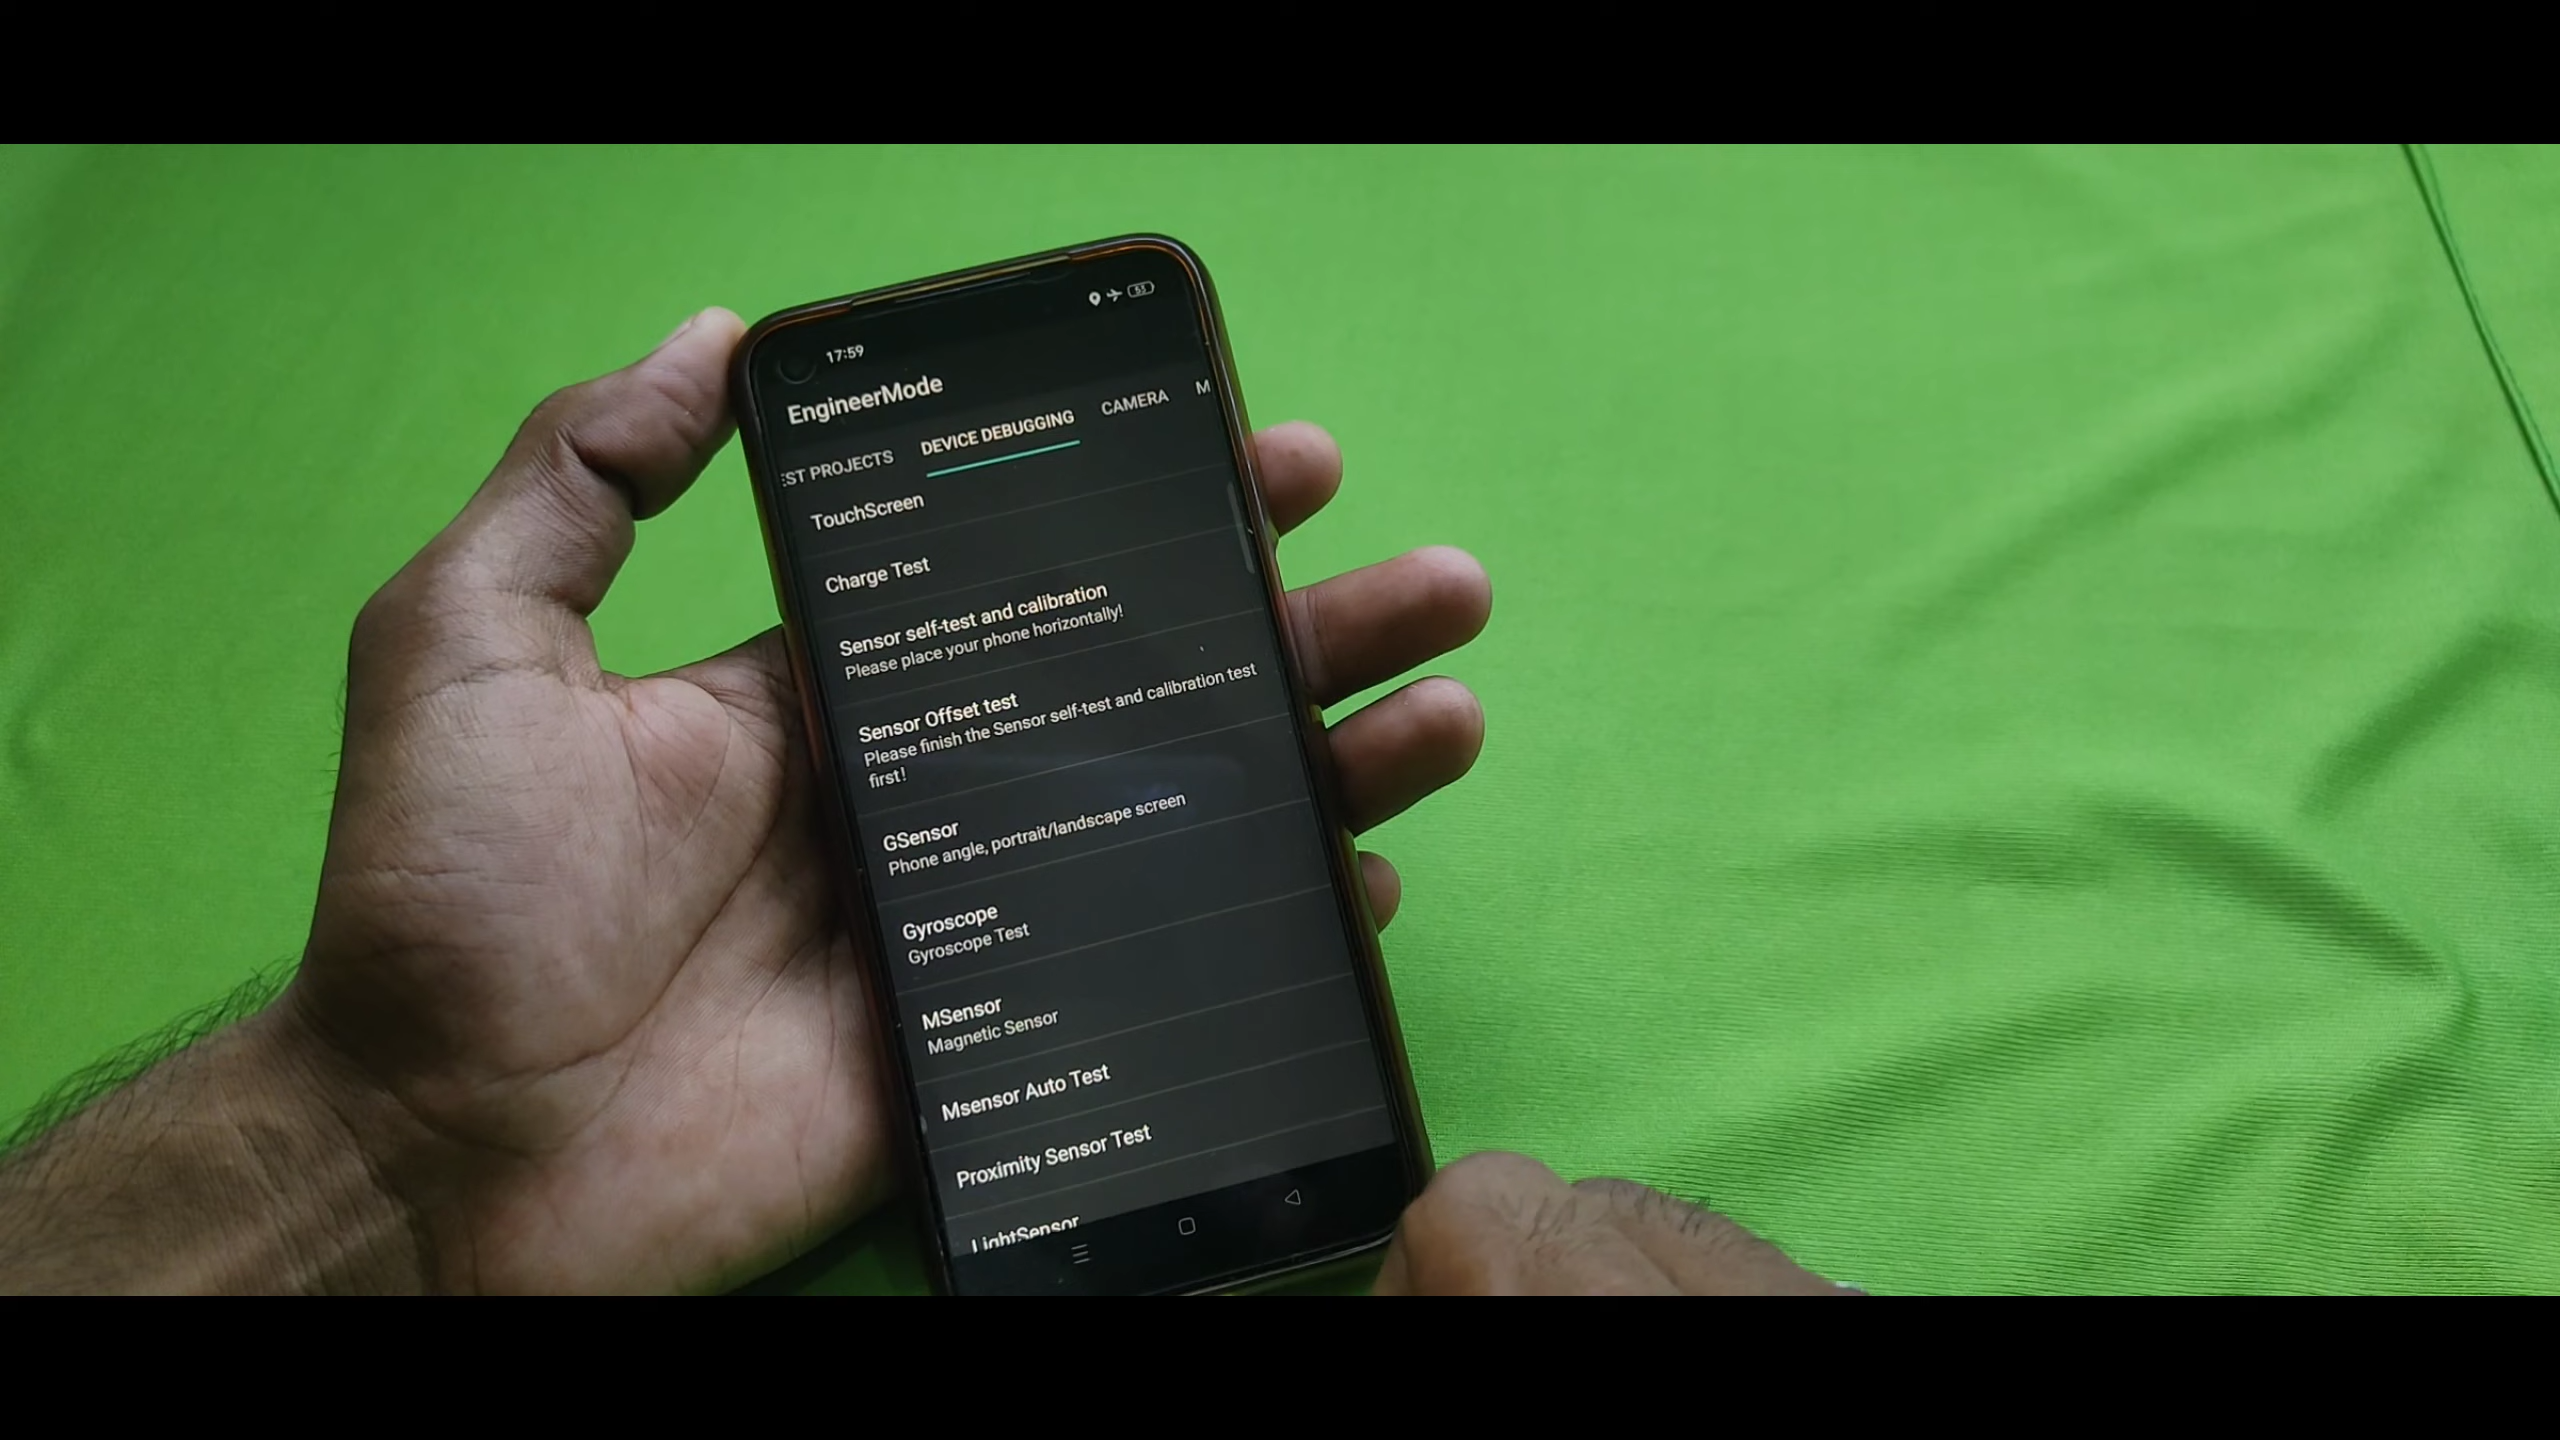 17:59
53
EngineerMode
EST PROJECTS DEVICE DEBUGGING CAMERA M
TouchScreen
Charge Test
Sensor self-test and calibration
Please place your phone horizontally!
Sensor Offset test
Please finish the Sensor self-test and calibration test
first!
GSensor
Phone angle, portrait/landscape screen
Gyroscope
Gyroscope Test
MSensor
Magnetic Sensor
Msensor Auto Test
Proximity Sensor Test
LightSensor